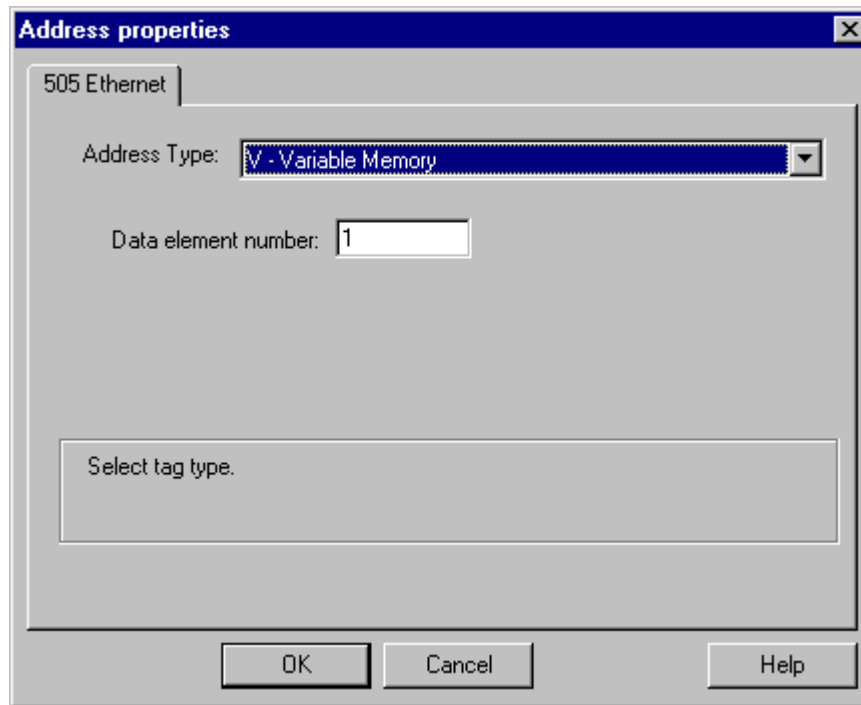 Address properties
505 Ethernet
Address Type: V - Variable Memory
Data element number: 1
Select tag type.
OK Cancel Help